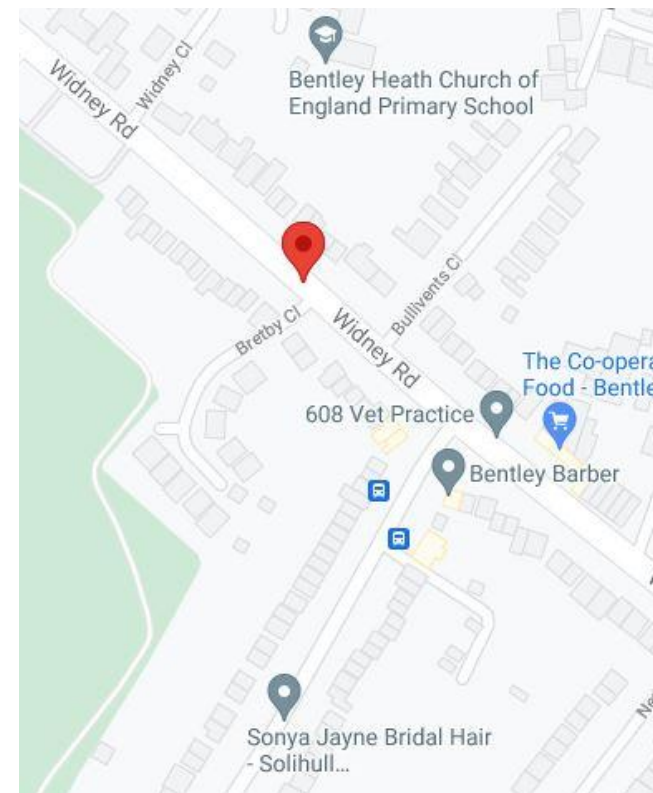 Widney Rd
Widney Cl
Bentley Heath Church of
England Primary School
Bullivents Cl
Bretby Cl
Widney Rd
The Co-opera
Food - Bentle
608 Vet Practice
Bentley Barber
Sonya Jayne Bridal Hair
- Solihull...
Ne